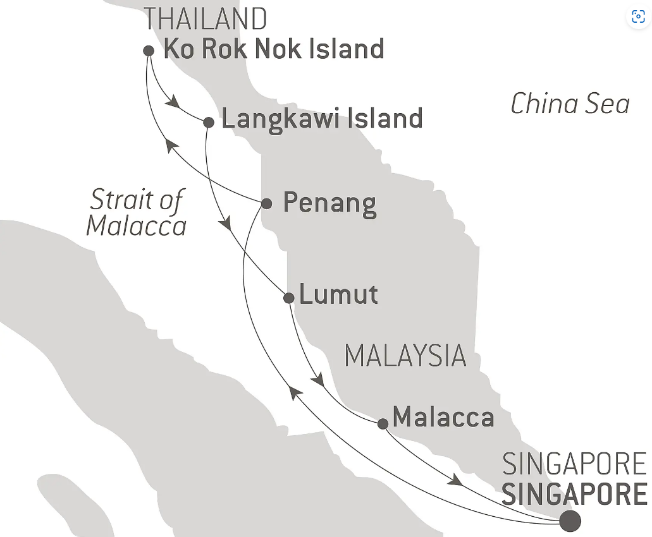 THAILAND
Ko Rok Nok Island
China Sea
Langkawi Island
Strait of
Malacca
Penang
Lumut
MALAYSIA
Malacca
SINGAPORE
SINGAPORE